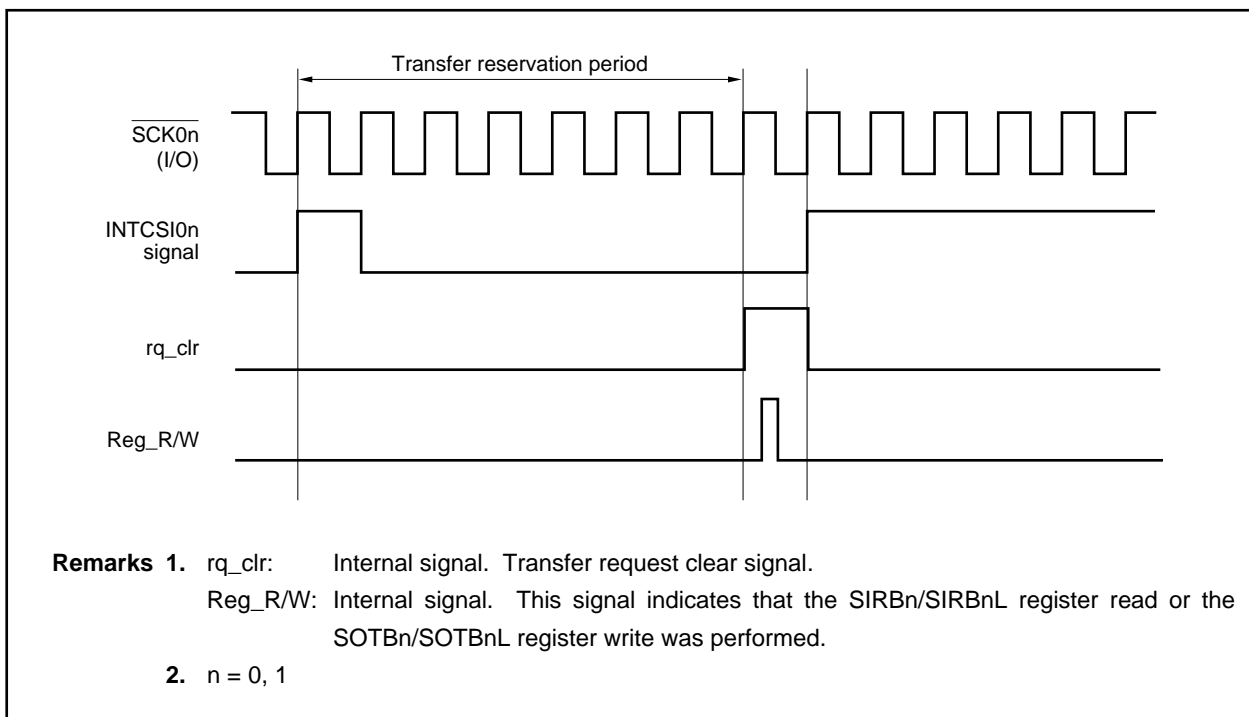 Transfer reservation period
SCK0n
(I/O)
INTCSI0n
signal
rq_clr
Reg_R/W
Remarks 1. rq_clr: Internal signal. Transfer request clear signal.
Reg_R/W: Internal signal. This signal indicates that the SIRBn/SIRBnL register read or the
SOTBn/SOTBnL register write was performed.
2. n = 0, 1